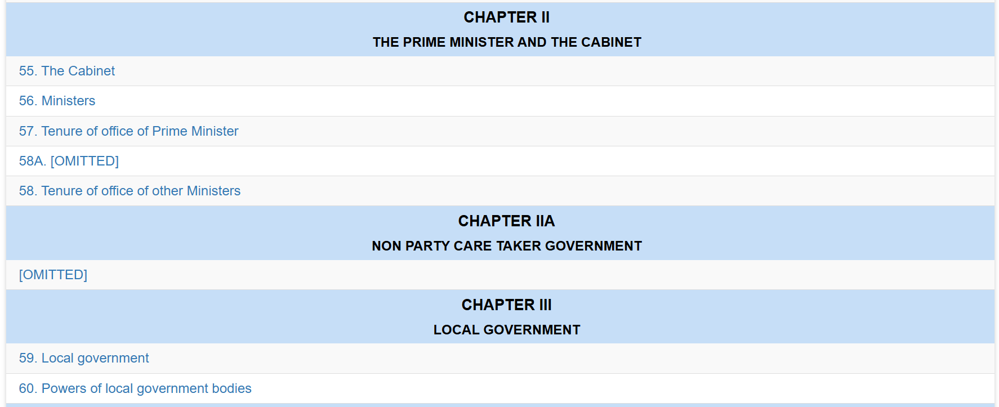 CHAPTER II
THE PRIME MINISTER AND THE CABINET
55. The Cabinet
56. Ministers
57. Tenure of office of Prime Minister
58A. [OMITTED]
58. Tenure of office of other Ministers
CHAPTER IIA
NON PARTY CARE TAKER GOVERNMENT
[OMITTED]
CHAPTER III
LOCAL GOVERNMENT
59. Local government
60. Powers of local government bodies